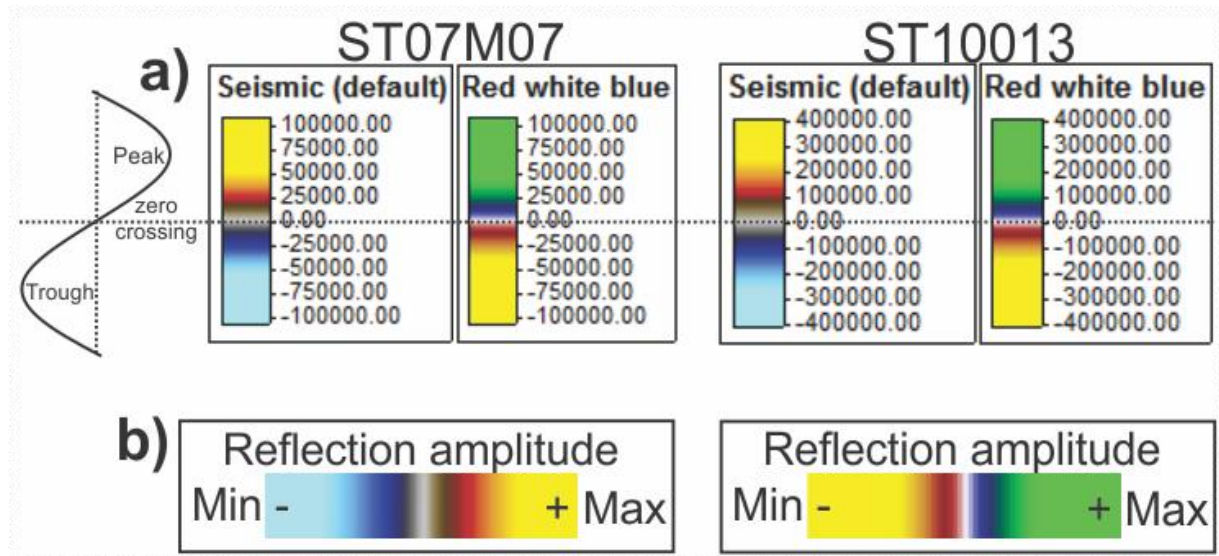 ST07M07
ST10013
a)
Seismic (default)
100000.00
75000.00
50000.00
25000.00
0.00
-25000.00
-50000.00
-75000.00
-100000.00
Red white blue
100000.00
75000.00
50000.00
25000.00
0.00
-25000.00
-50000.00
-75000.00
-100000.00
Seismic (default)
400000.00
300000.00
200000.00
100000.00
0.00
-100000.00
-200000.00
-300000.00
-400000.00
Red white blue
400000.00
300000.00
200000.00
100000.00
0.00
-100000.00
-200000.00
-300000.00
-400000.00
Peak
zero
crossing
Trough
b)
Reflection amplitude
Min - + Max
Reflection amplitude
Min - + Max